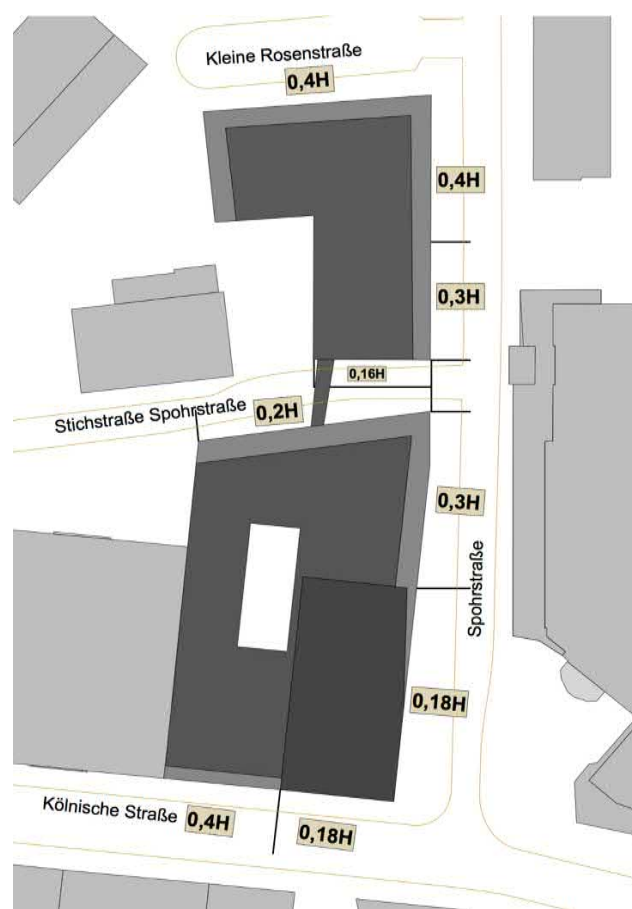 Kleine Rosenstraße
0,4H
0,4H
0,3H
0,16H
Stichstraße Spohrstraße
0,2H
0,3H
Spohrstraße
0,18H
Kölnische Straße
0,4H
0,18H